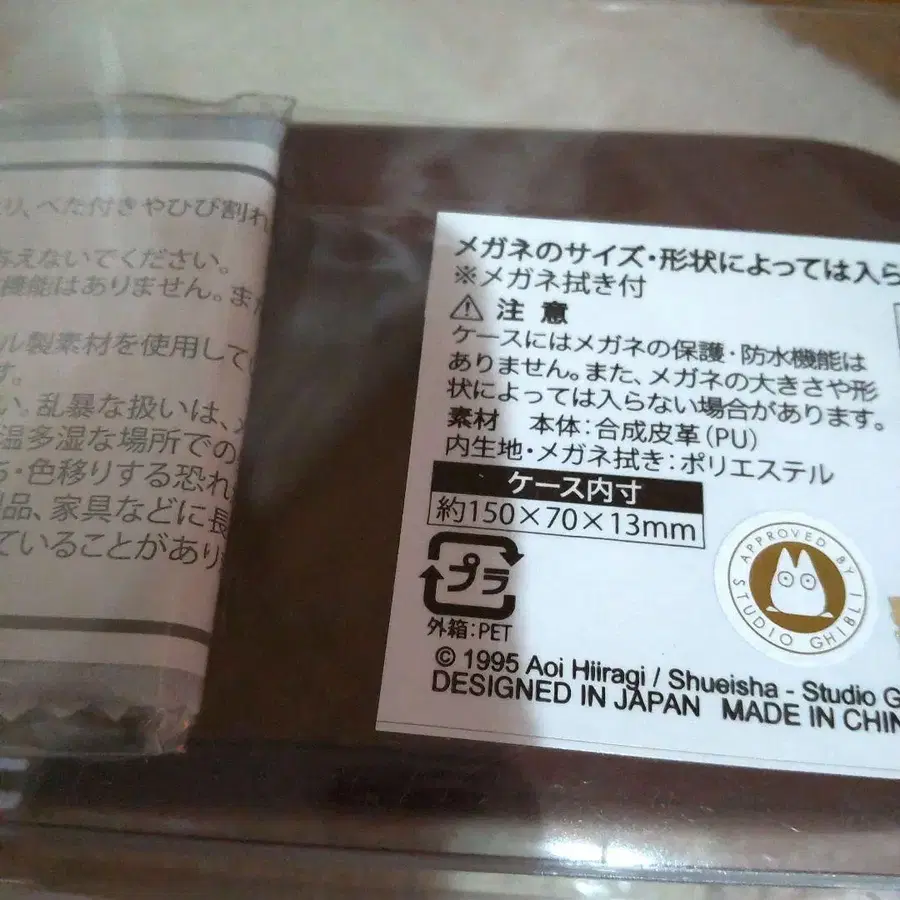 り、べた付きやひび割れ
与えないでください。
機能はありません。また
ル製素材を使用してい
す。
い。乱暴な扱いは、
温多湿な場所での
・色移りする恐れ
品、家具などに長
ていることがあり
メガネのサイズ・形状によっては入ら
※メガネ拭き付
⚠ 注 意
ケースにはメガネの保護・防水機能は
ありません。また、メガネの大きさや形
状によっては入らない場合があります。
素材 本体:合成皮革(PU)
内生地・メガネ拭き:ポリエステル
ケース内寸
約150×70×13mm
プラ
外箱:PET
APPROVED BY STUDIO GHIBLI
© 1995 Aoi Hiiragi / Shueisha - Studio G
DESIGNED IN JAPAN MADE IN CHIN